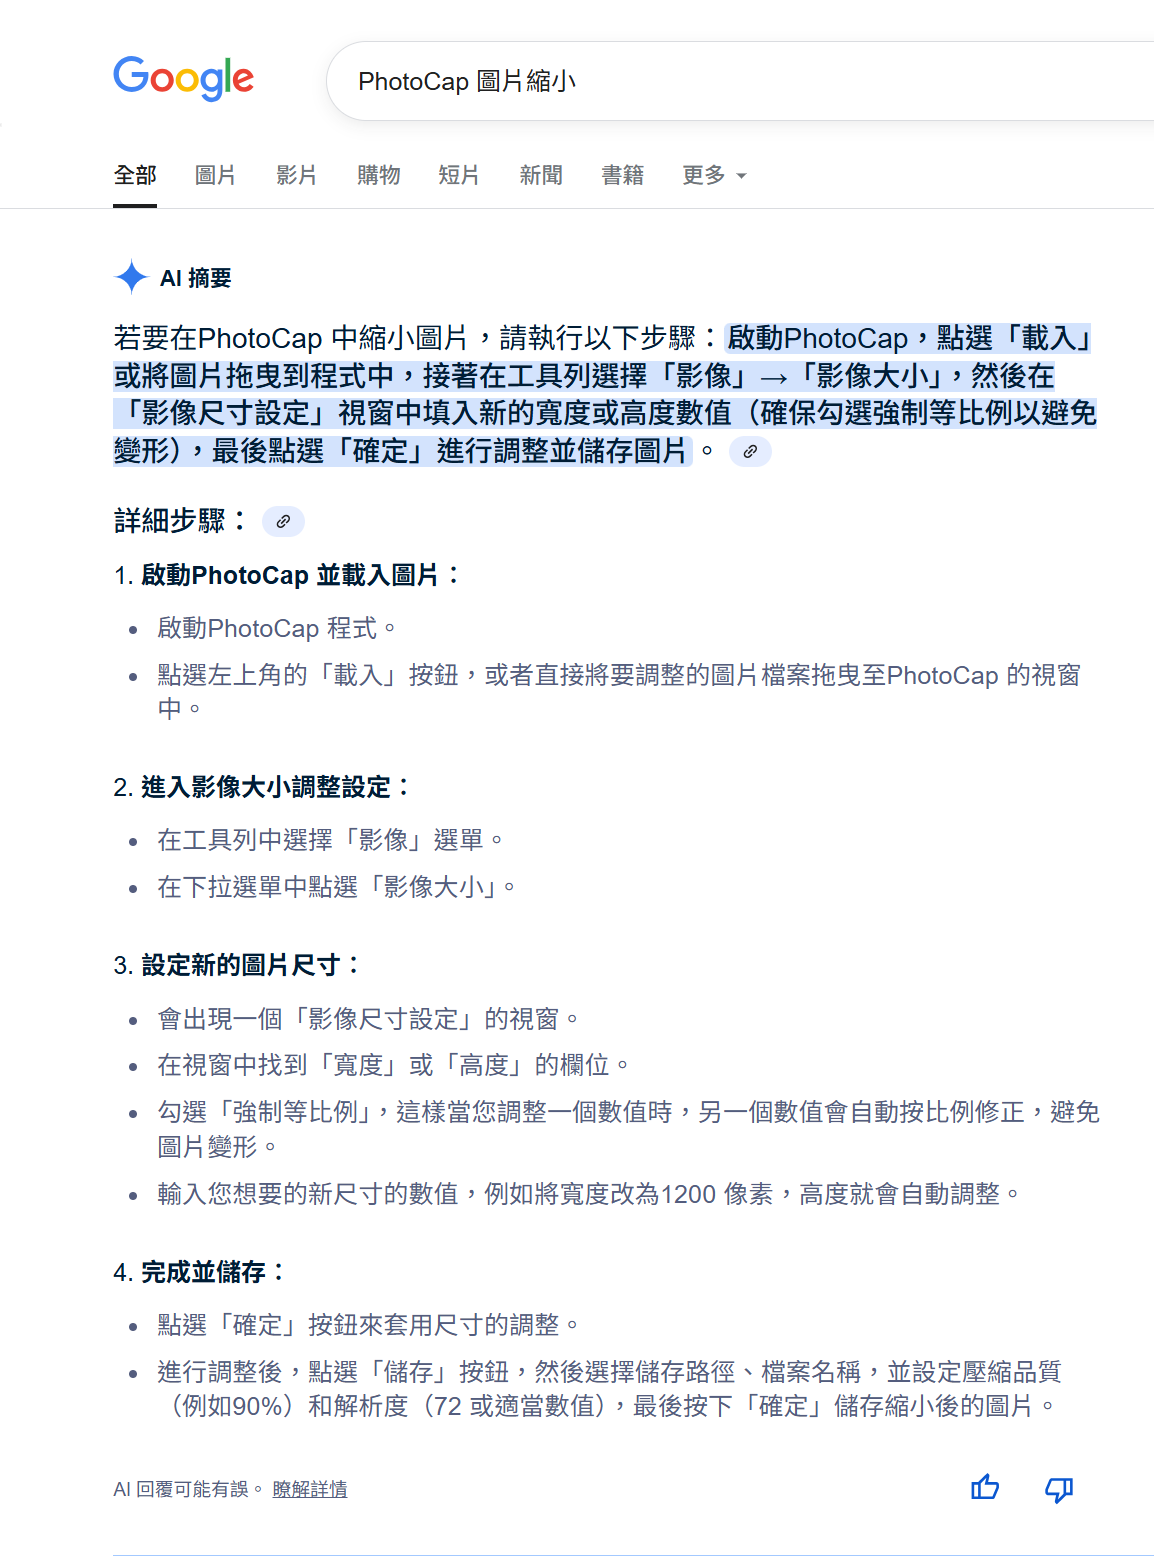 Google
PhotoCap 圖片縮小
全部 圖片 影片 購物 短片 新聞 書籍 更多
AI 摘要
若要在PhotoCap 中縮小圖片，請執行以下步驟：啟動PhotoCap，點選「載入」
或將圖片拖曳到程式中，接著在工具列選擇「影像」→「影像大小」，然後在
「影像尺寸設定」視窗中填入新的寬度或高度數值（確保勾選強制等比例以避免
變形），最後點選「確定」進行調整並儲存圖片。
詳細步驟：
1. 啟動PhotoCap 並載入圖片：
• 啟動PhotoCap 程式。
• 點選左上角的「載入」按鈕，或者直接將要調整的圖片檔案拖曳至PhotoCap 的視窗
中。
2. 進入影像大小調整設定：
• 在工具列中選擇「影像」選單。
• 在下拉選單中點選「影像大小」。
3. 設定新的圖片尺寸：
• 會出現一個「影像尺寸設定」的視窗。
• 在視窗中找到「寬度」或「高度」的欄位。
• 勾選「強制等比例」，這樣當您調整一個數值時，另一個數值會自動按比例修正，避免
圖片變形。
• 輸入您想要的新尺寸的數值，例如將寬度改為1200 像素，高度就會自動調整。
4. 完成並儲存：
• 點選「確定」按鈕來套用尺寸的調整。
• 進行調整後，點選「儲存」按鈕，然後選擇儲存路徑、檔案名稱，並設定壓縮品質
（例如90%）和解析度（72 或適當數值），最後按下「確定」儲存縮小後的圖片。
AI 回覆可能有誤。 瞭解詳情